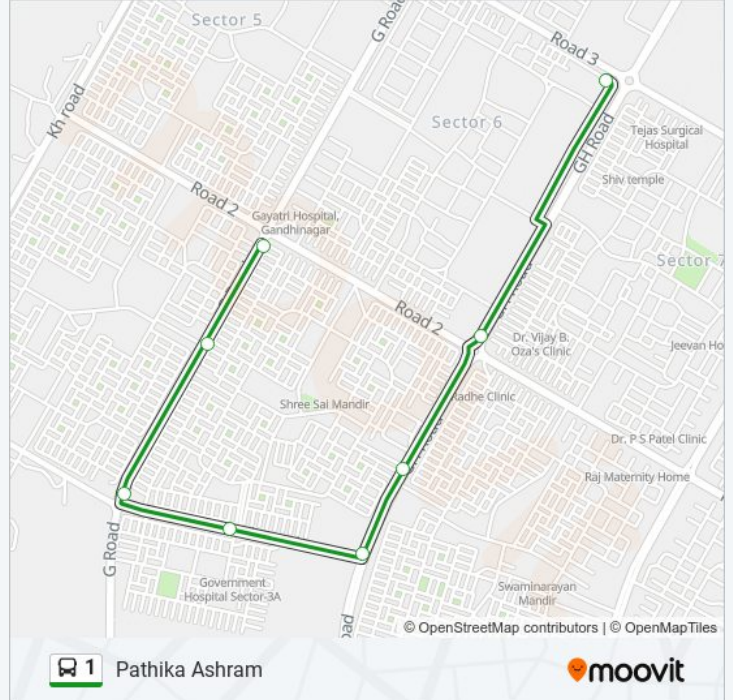 Sector 5
G Road
Road 3
Kh road
Sector 6
GH Road
Tejas Surgical
Hospital
Shiv temple
Road 2
Gayatri Hospital,
Gandhinagar
Sector 7
Road 2
Dr. Vijay B.
Oza's Clinic
Jeevan Ho
Shree Sai Mandir
Radhe Clinic
Road
Dr. P S Patel Clinic
Raj Maternity Home
G Road
Government
Hospital Sector-3A
Swaminarayan
Mandir
oad
© OpenStreetMap contributors | © OpenMapTiles
1 Pathika Ashram
moovit